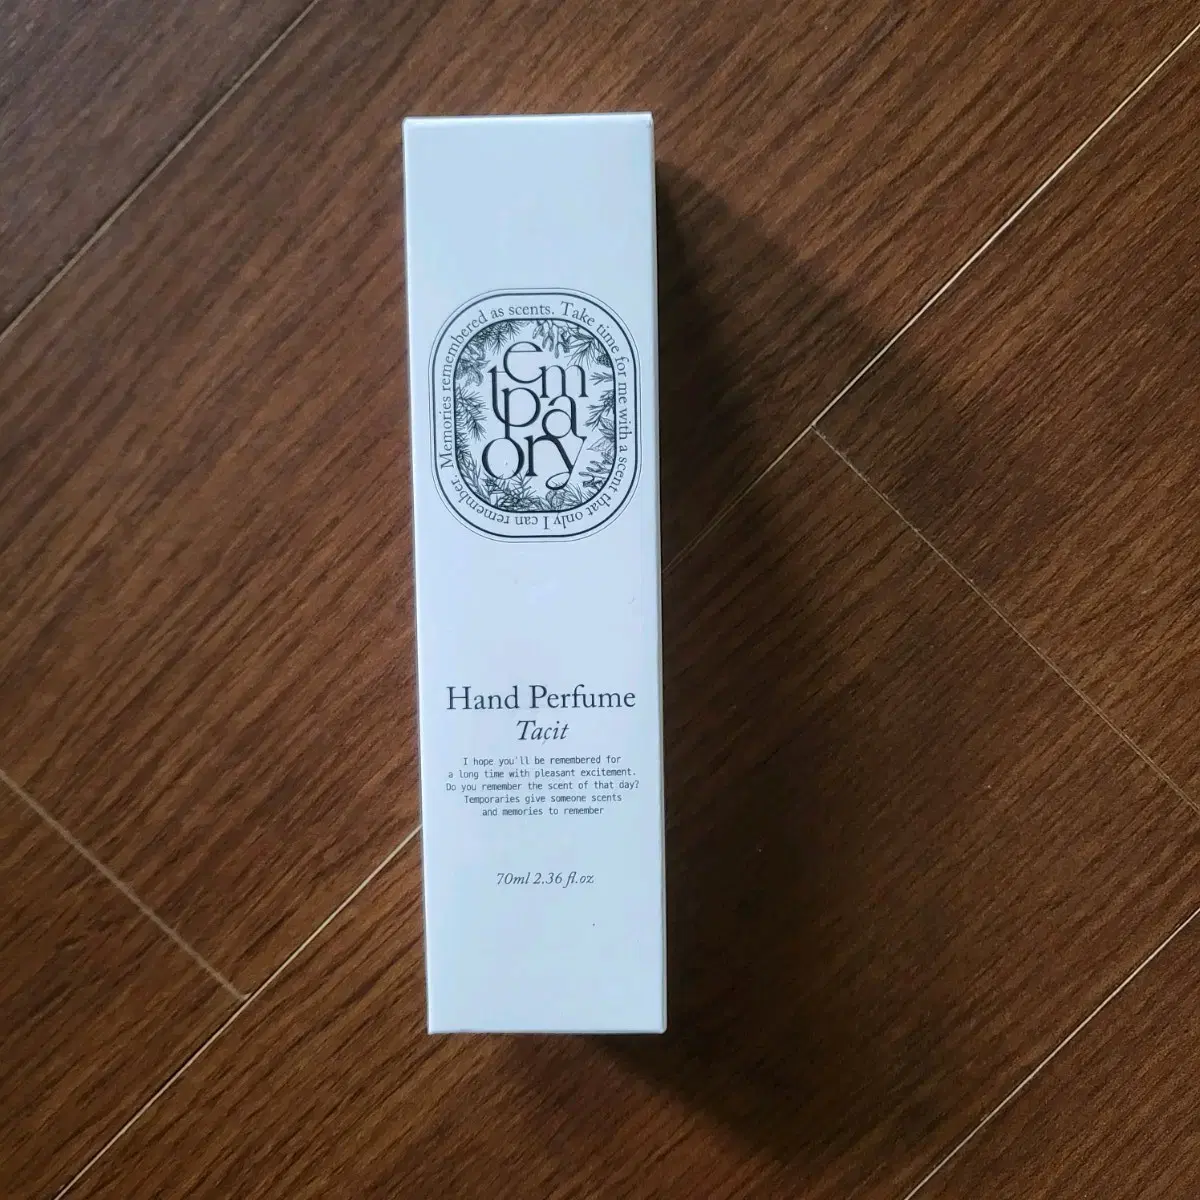 Memories remembered as scents. Take time for me with a scent that only I can remember.
e
tem
pa
ory
Hand Perfume
Taçit
I hope you'll be remembered for
a long time with pleasant excitement.
Do you remember the scent of that day?
Temporaries give someone scents
and memories to remember
70ml 2.36 fl.oz